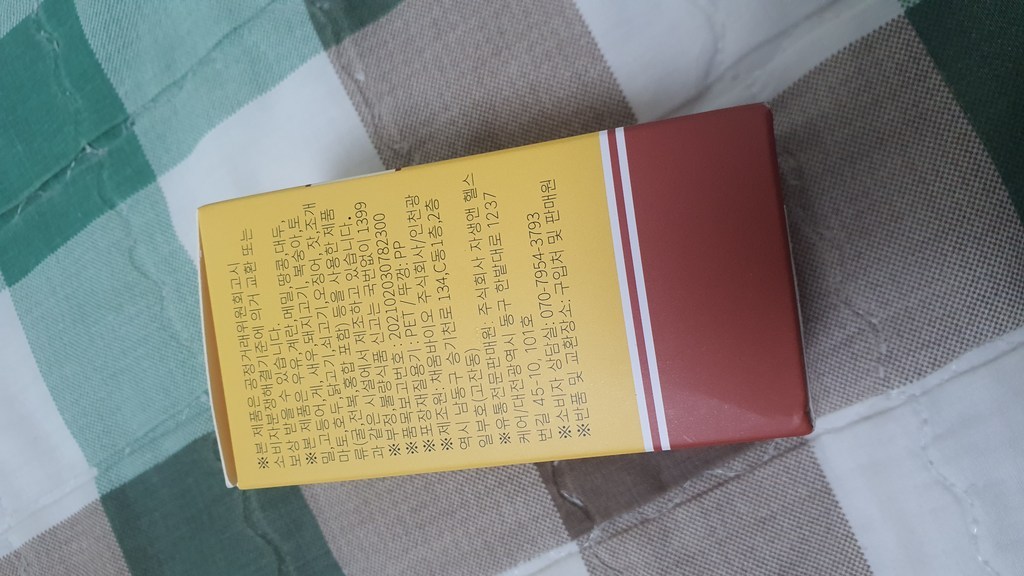 ※본 제품은 공정거래위원회고시
소비자분쟁해결기준에 의거 교환 또는
보상 받을 수 있습니다.
※본 제품은 우유, 계란, 메밀, 땅콩, 대두,
밀, 고등어, 게, 새우, 돼지고기, 복숭아, 토
마토, 호두, 닭고기, 쇠고기, 오징어, 잣, 조개
류(굴, 전복, 홍합 포함) 등을 사용한 제품
과 같은 시설에서 제조하고 있습니다.
※부정·불량식품 신고는 국번없이 1399
※품목보고번호 : 202102030782300
※포장재질용기 : PET / 뚜껑: PP
※제조원 채움바이오 주식회사/인천광
역시 남동구 승기천로 134,C동1층,2층
일부호(고잔동)
※유통전문판매원 주식회사 자생앤 헬스
케어/대전광역시 동구 한밭대로 1237
번길 45-10, 101호
※소비자 상담실: 070-7954-3793
※반품 및 교환장소: 구입처 및 판매원